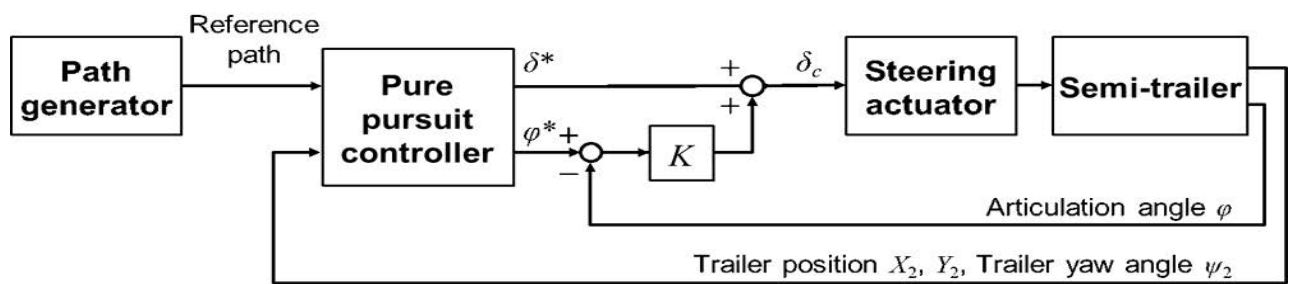 Reference
path
Path
generator
Pure
pursuit
controller
δ*
φ* +
−
K
+
+
δc
Steering
actuator
Semi-trailer
Articulation angle φ
Trailer position X2, Y2, Trailer yaw angle ψ2